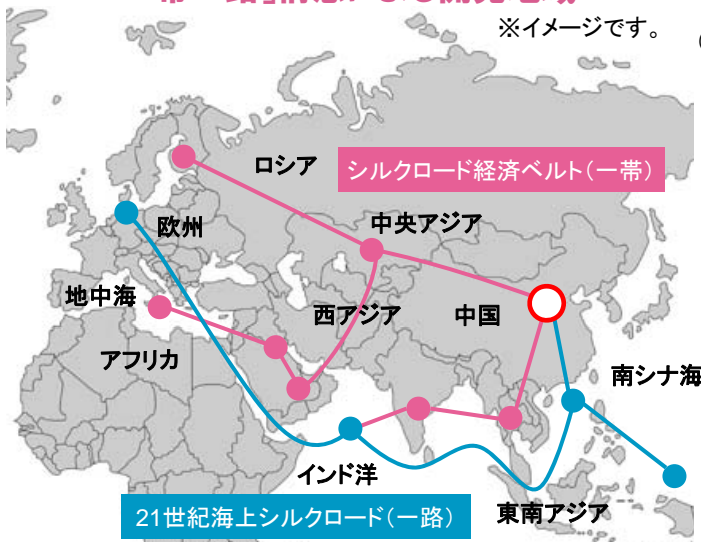 ※イメージです。
ロシア
シルクロード経済ベルト(一帯)
欧州
中央アジア
地中海
西アジア
中国
アフリカ
南シナ海
インド洋
21世紀海上シルクロード(一路)
東南アジア